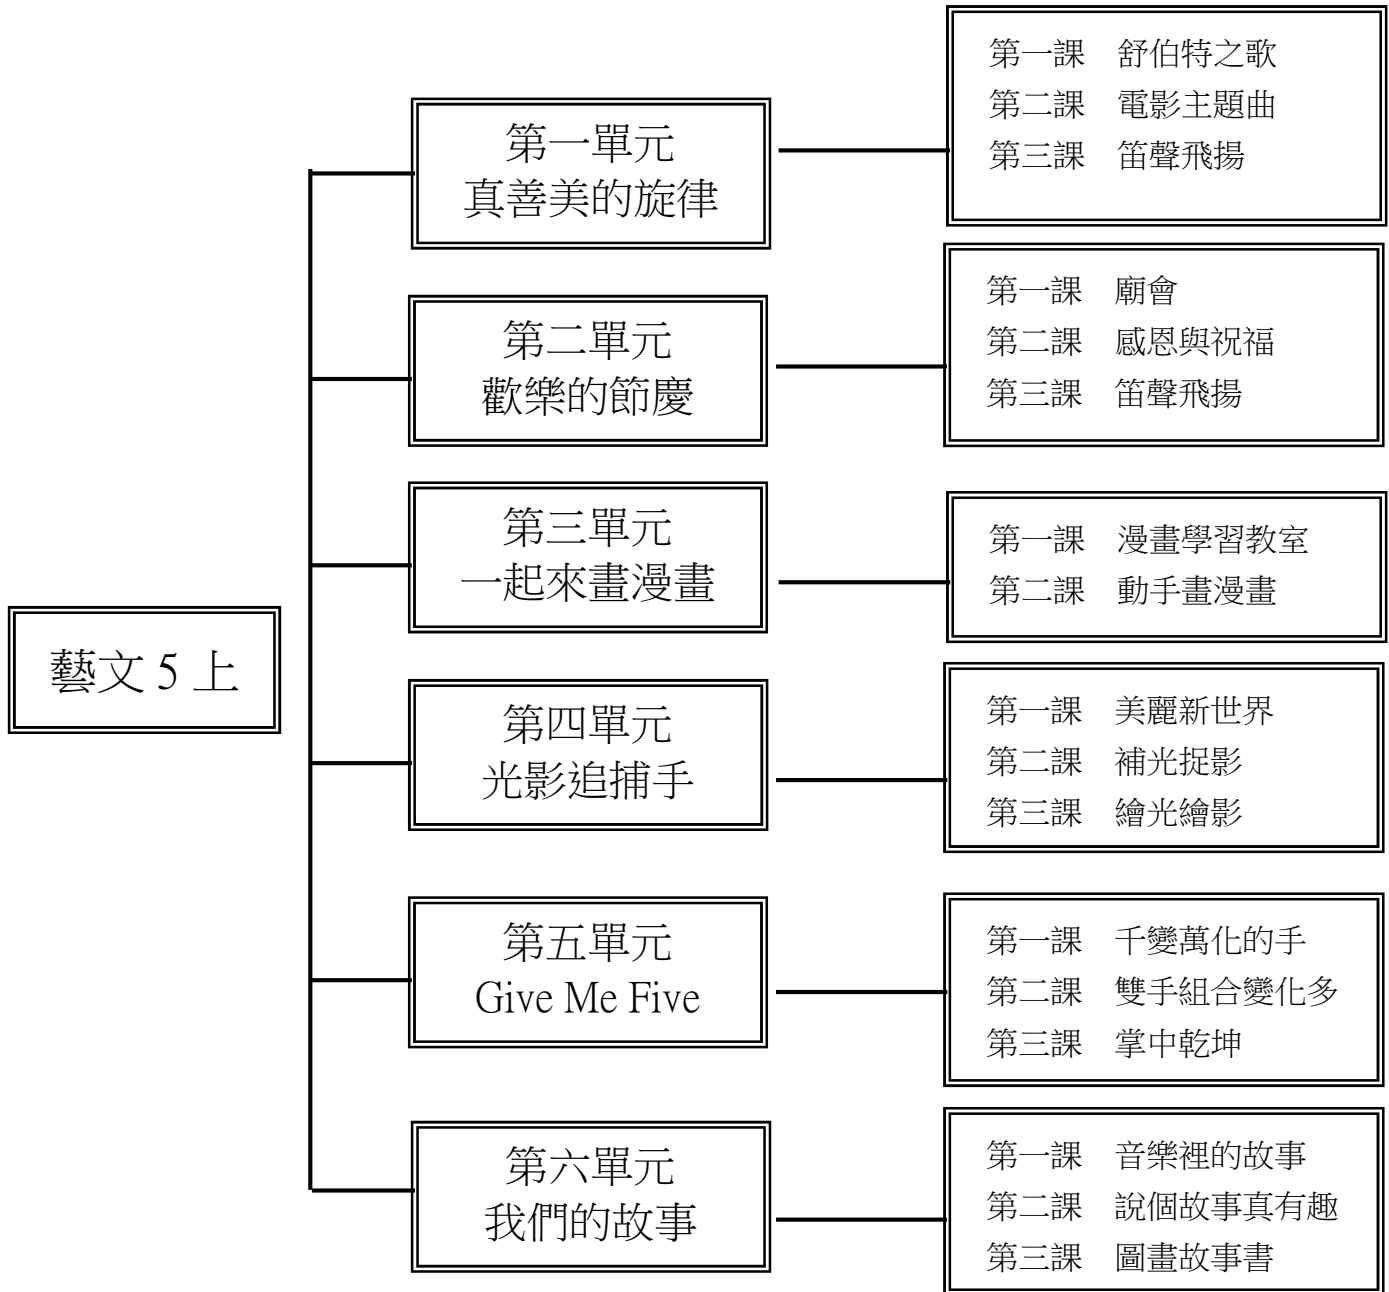 藝文 5 上
第一單元
真善美的旋律
第一課 舒伯特之歌
第二課 電影主題曲
第三課 笛聲飛揚
第二單元
歡樂的節慶
第一課 廟會
第二課 感恩與祝福
第三課 笛聲飛揚
第三單元
一起來畫漫畫
第一課 漫畫學習教室
第二課 動手畫漫畫
第四單元
光影追捕手
第一課 美麗新世界
第二課 補光捉影
第三課 繪光繪影
第五單元
Give Me Five
第一課 千變萬化的手
第二課 雙手組合變化多
第三課 掌中乾坤
第六單元
我們的故事
第一課 音樂裡的故事
第二課 說個故事真有趣
第三課 圖畫故事書